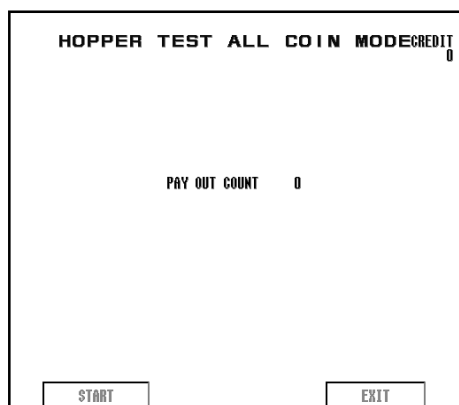 HOPPER TEST ALL COIN MODE CREDIT
0
PAY OUT COUNT 0
START EXIT